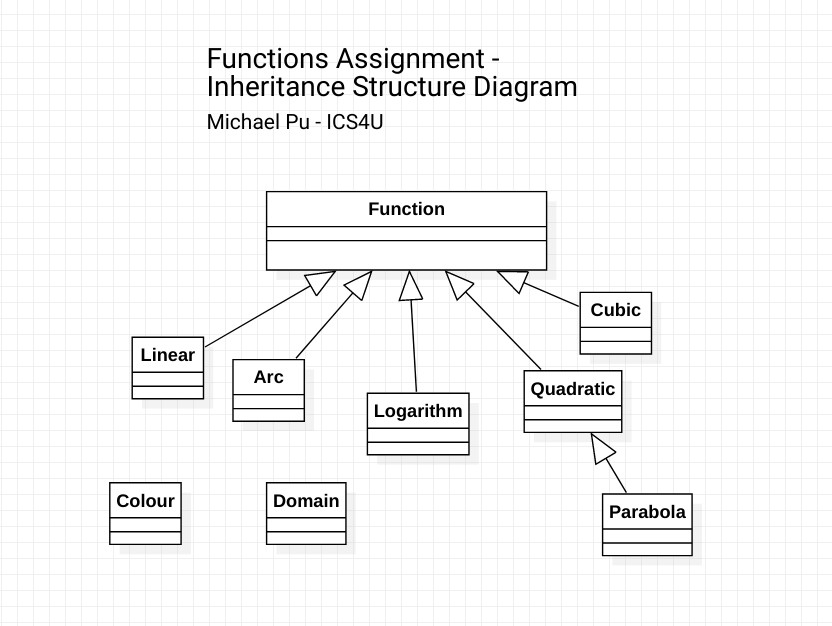 Functions Assignment -
Inheritance Structure Diagram
Michael Pu - ICS4U
Function
Cubic
Linear
Arc
Quadratic
Logarithm
Colour
Domain
Parabola